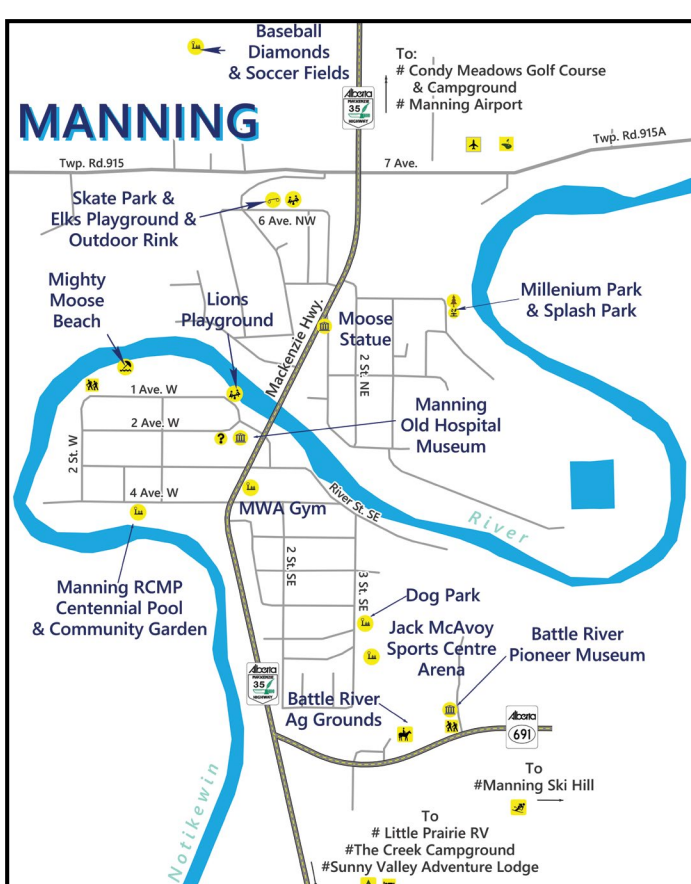 Baseball
Diamonds
& Soccer Fields
To:
# Condy Meadows Golf Course
& Campground
# Manning Airport
Alberta
MACKENZIE
35
HIGHWAY
MANNING
Twp. Rd.915
7 Ave.
Twp. Rd.915A
Skate Park &
Elks Playground &
Outdoor Rink
6 Ave. NW
Mighty
Moose
Beach
Lions
Playground
Mackenzie Hwy.
Moose
Statue
2 St. NE
Millenium Park
& Splash Park
1 Ave. W
2 Ave. W
2 St. W
?
Manning
Old Hospital
Museum
4 Ave. W
MWA Gym
River St. SE
River
Manning RCMP
Centennial Pool
& Community Garden
2 St. SE
3 St. SE
Dog Park
Jack McAvoy
Sports Centre
Arena
Battle River
Pioneer Museum
Alberta
MACKENZIE
35
HIGHWAY
Battle River
Ag Grounds
Alberta
691
To
#Manning Ski Hill
Notikewin
To
# Little Prairie RV
#The Creek Campground
#Sunny Valley Adventure Lodge